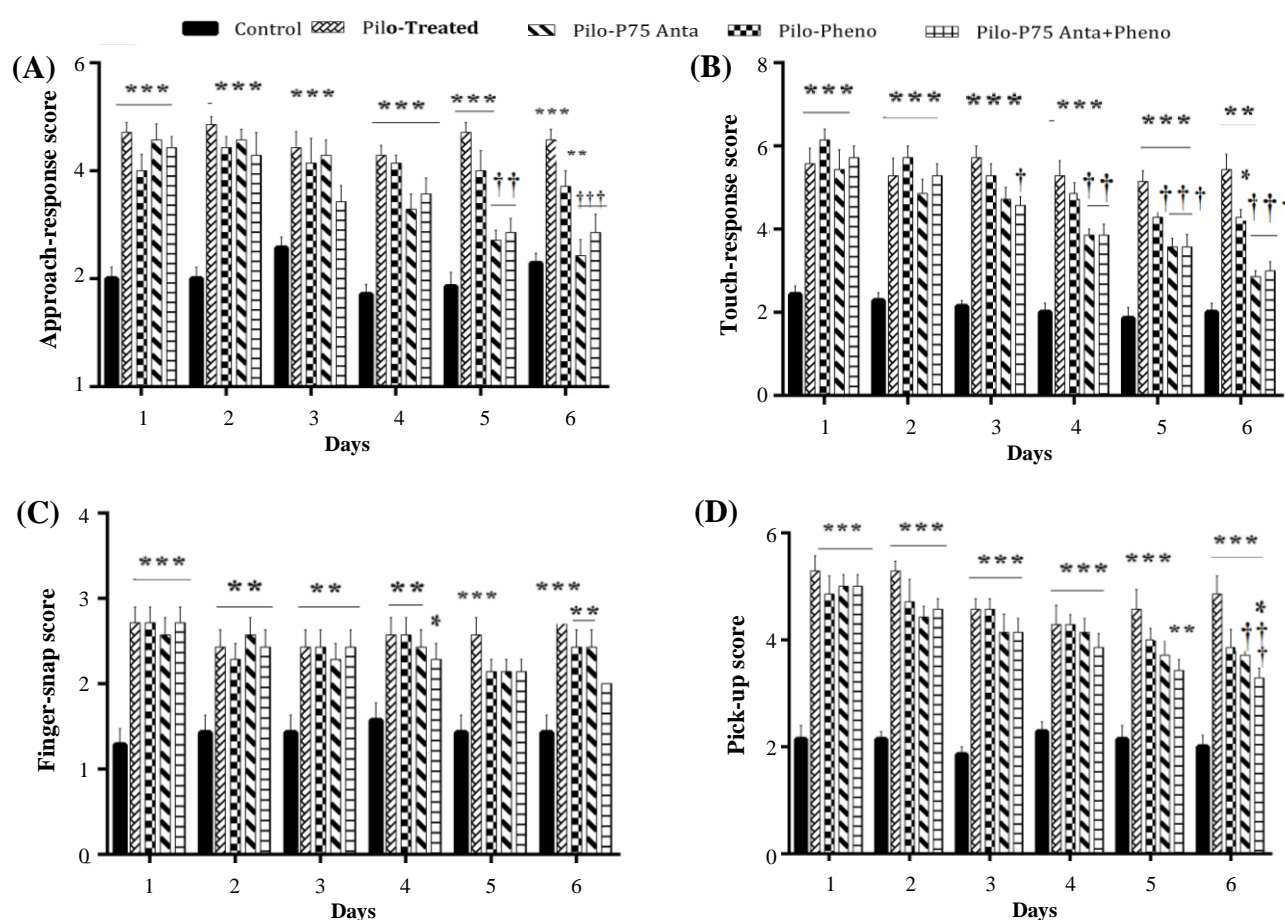 Control Pilo-Treated Pilo-P75 Anta Pilo-Pheno Pilo-P75 Anta+Pheno
(A)
Approach-response score
6
4
2
1
*** *** *** *** *** ***
**
††
†††
1 2 3 4 5 6
Days
(B)
Touch-response score
8
6
4
2
0
*** *** *** *** *** **
*
† †† †††
1 2 3 4 5 6
Days
(C)
Finger-snap score
4
3
2
1
0
*** ** ** ** *** ***
* **
1 2 3 4 5 6
Days
(D)
Pick-up score
6
4
2
0
*** *** *** *** *** ***
** *
1 2 3 4 5 6
Days